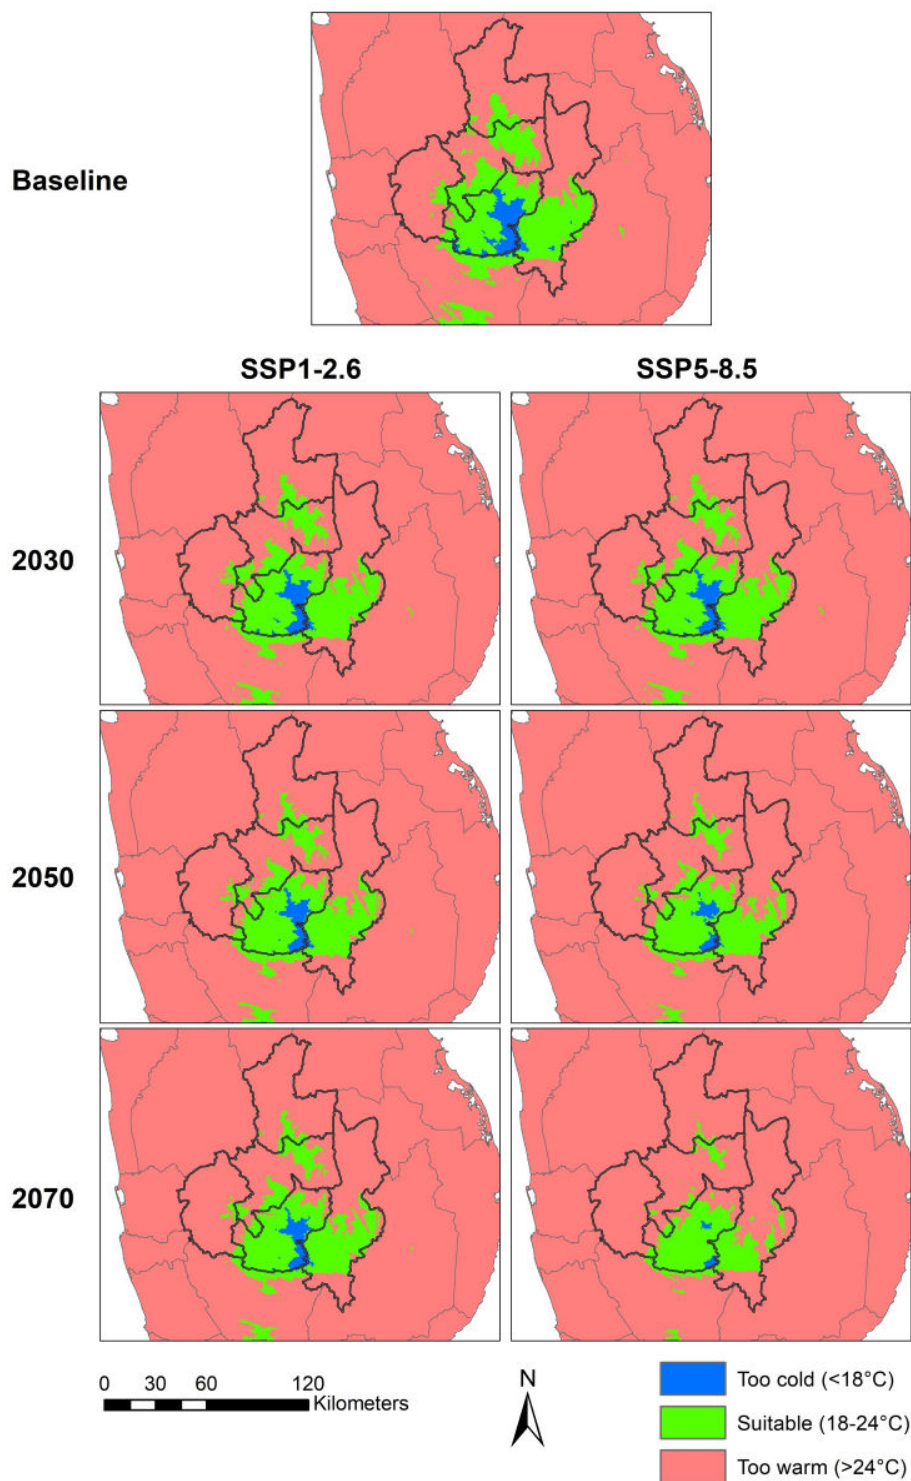 Baseline
SSP1-2.6 SSP5-8.5
2030
2050
2070
0 30 60 120
Kilometers
N
Too cold (<18°C)
Suitable (18-24°C)
Too warm (>24°C)